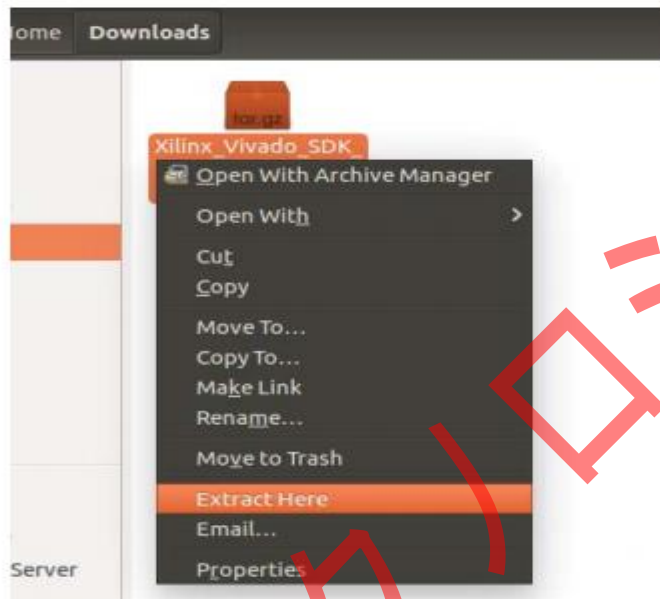 Home Downloads
tar.gz
Xilinx_Vivado_SDK_
Open With Archive Manager
Open With
Cut
Copy
Move To...
Copy To...
Make Link
Rename...
Move to Trash
Extract Here
Email...
Server
Properties